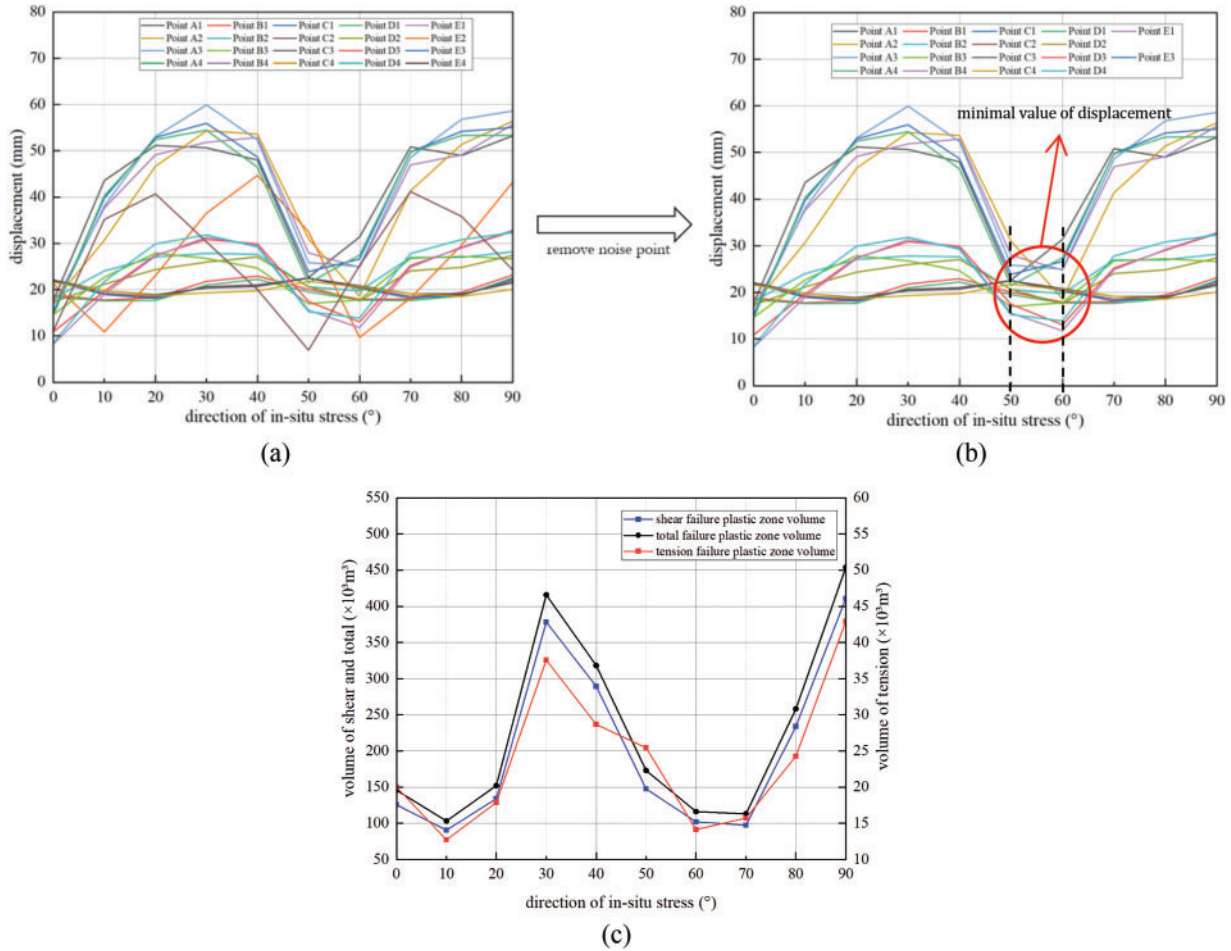 80
70
60
50
40
30
20
10
0
displacement (mm)
Point A1 Point B1 Point C1 Point D1 Point E1
Point A2 Point B2 Point C2 Point D2 Point E2
Point A3 Point B3 Point C3 Point D3 Point E3
Point A4 Point B4 Point C4 Point D4 Point E4
0 10 20 30 40 50 60 70 80 90
direction of in-situ stress (°)
(a)
remove noise point
80
70
60
50
40
30
20
10
0
displacement (mm)
Point A1 Point B1 Point C1 Point D1 Point E1
Point A2 Point B2 Point C2 Point D2
Point A3 Point B3 Point C3 Point D3 Point E3
Point A4 Point B4 Point C4 Point D4
minimal value of displacement
0 10 20 30 40 50 60 70 80 90
direction of in-situ stress (°)
(b)
550
500
450
400
350
300
250
200
150
100
50
volume of shear and total (×10³m³)
shear failure plastic zone volume
total failure plastic zone volume
tension failure plastic zone volume
60
55
50
45
40
35
30
25
20
15
10
volume of tension (×10³m³)
0 10 20 30 40 50 60 70 80 90
direction of in-situ stress (°)
(c)